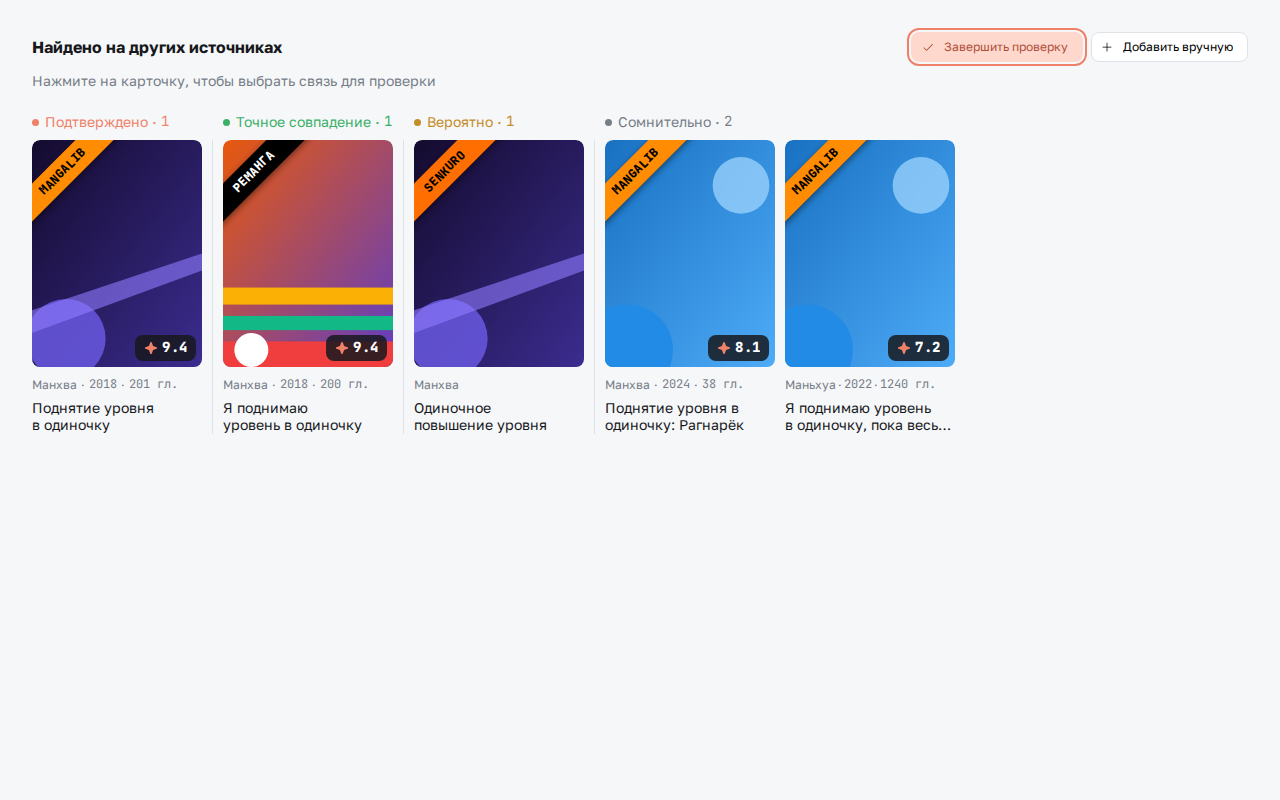 Найдено на других источниках
Завершить проверку
Добавить вручную
Нажмите на карточку, чтобы выбрать связь для проверки
Подтверждено · 1
Точное совпадение · 1
Вероятно · 1
Сомнительно · 2
MANGALIB
РЕМАНГА
SENKURO
MANGALIB
MANGALIB
9.4
9.4
8.1
7.2
Манхва · 2018 · 201 гл.
Манхва · 2018 · 200 гл.
Манхва
Манхва · 2024 · 38 гл.
Маньхуа · 2022 · 1240 гл.
Поднятие уровня
в одиночку
Я поднимаю
уровень в одиночку
Одиночное
повышение уровня
Поднятие уровня в
одиночку: Рагнарёк
Я поднимаю уровень
в одиночку, пока весь...